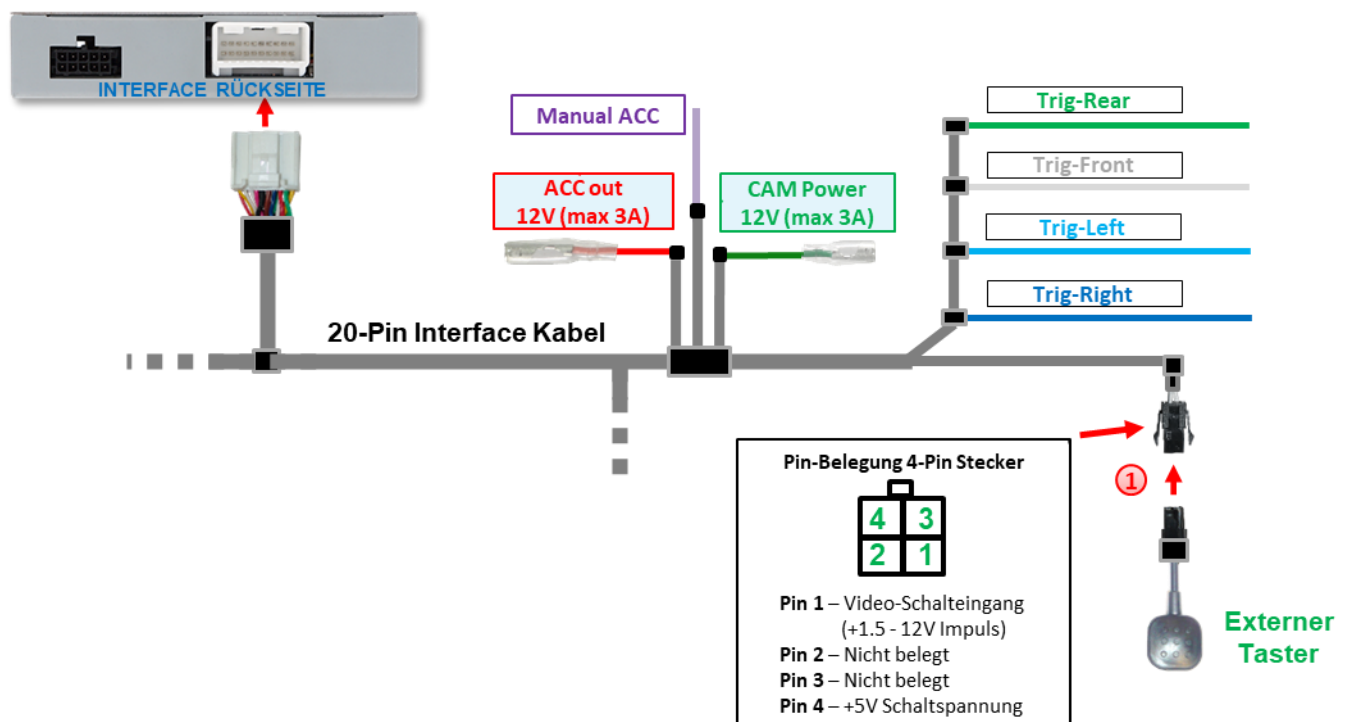 INTERFACE RÜCKSEITE
Manual ACC
ACC out
12V (max 3A)
CAM Power
12V (max 3A)
Trig-Rear
Trig-Front
Trig-Left
Trig-Right
20-Pin Interface Kabel
Pin-Belegung 4-Pin Stecker
4 3
2 1
Pin 1 – Video-Schalteingang
(+1.5 - 12V Impuls)
Pin 2 – Nicht belegt
Pin 3 – Nicht belegt
Pin 4 – +5V Schaltspannung
1
Externer
Taster